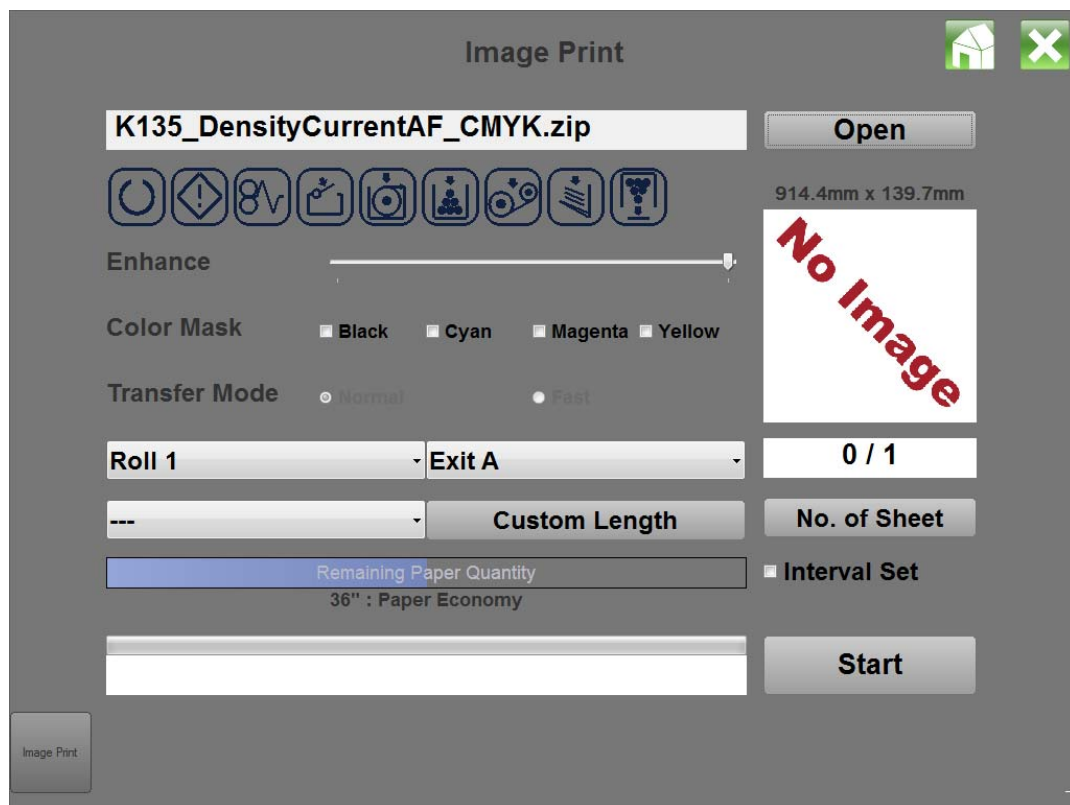 Image Print
K135_DensityCurrentAF_CMYK.zip
Open
914.4mm x 139.7mm
No Image
Enhance
Color Mask
Black
Cyan
Magenta
Yellow
Transfer Mode
Normal
Fast
Roll 1
Exit A
0 / 1
---
Custom Length
No. of Sheet
Remaining Paper Quantity
Interval Set
36" : Paper Economy
Start
Image Print